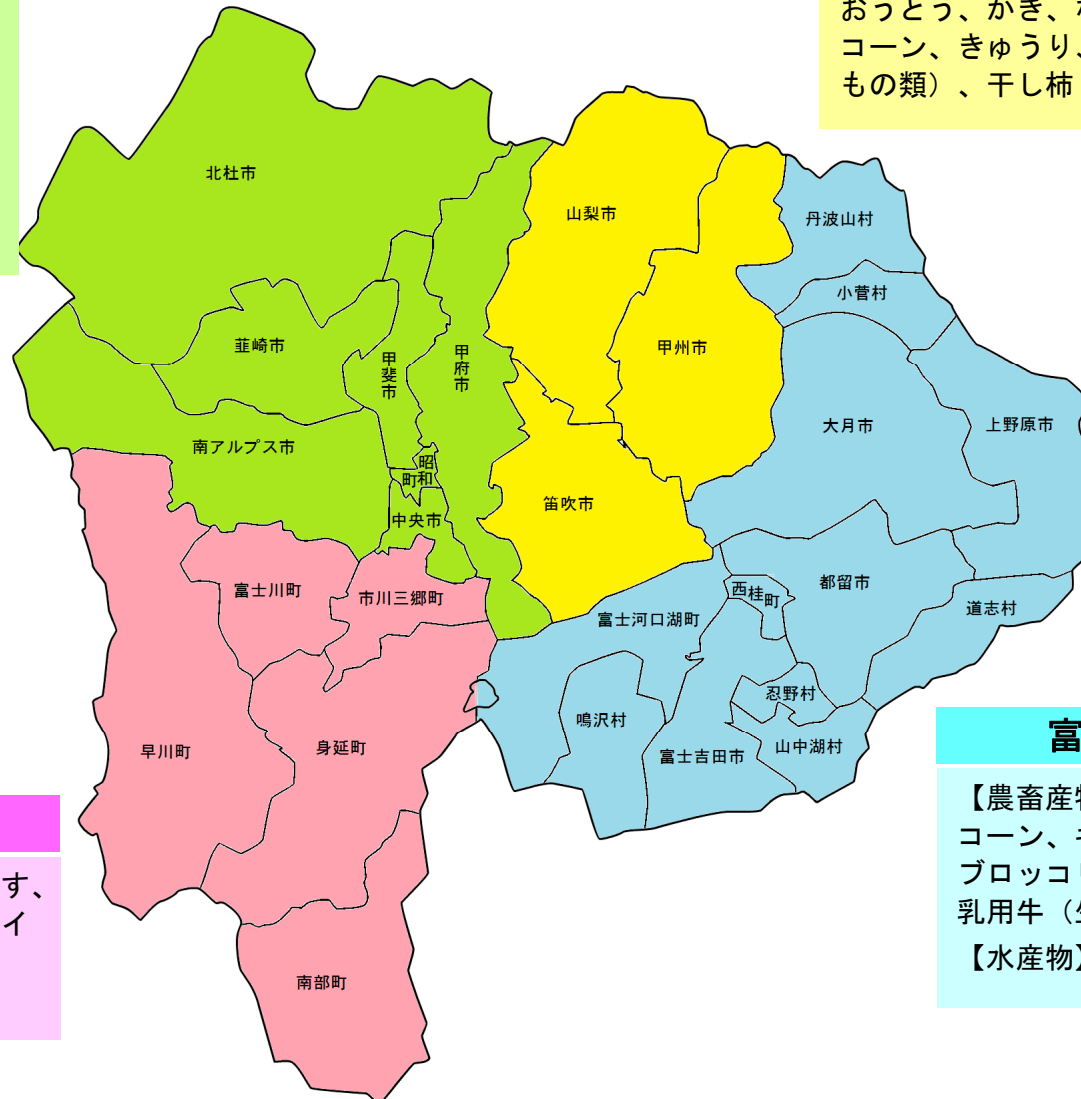 おうとう、かき、
コーン、きゅうり、
もの類）、干し柿
北杜市
山梨市
丹波山村
小菅村
韮崎市
甲斐市
甲府市
甲州市
大月市
上野原市
南アルプス市
昭和町
笛吹市
中央市
富士川町
市川三郷町
西桂町
都留市
道志村
富士河口湖町
忍野村
鳴沢村
早川町
身延町
富士吉田市
山中湖村
南部町
す、
イ
富
【農畜産物
コーン、
ブロッコ
乳用牛（
【水産物】